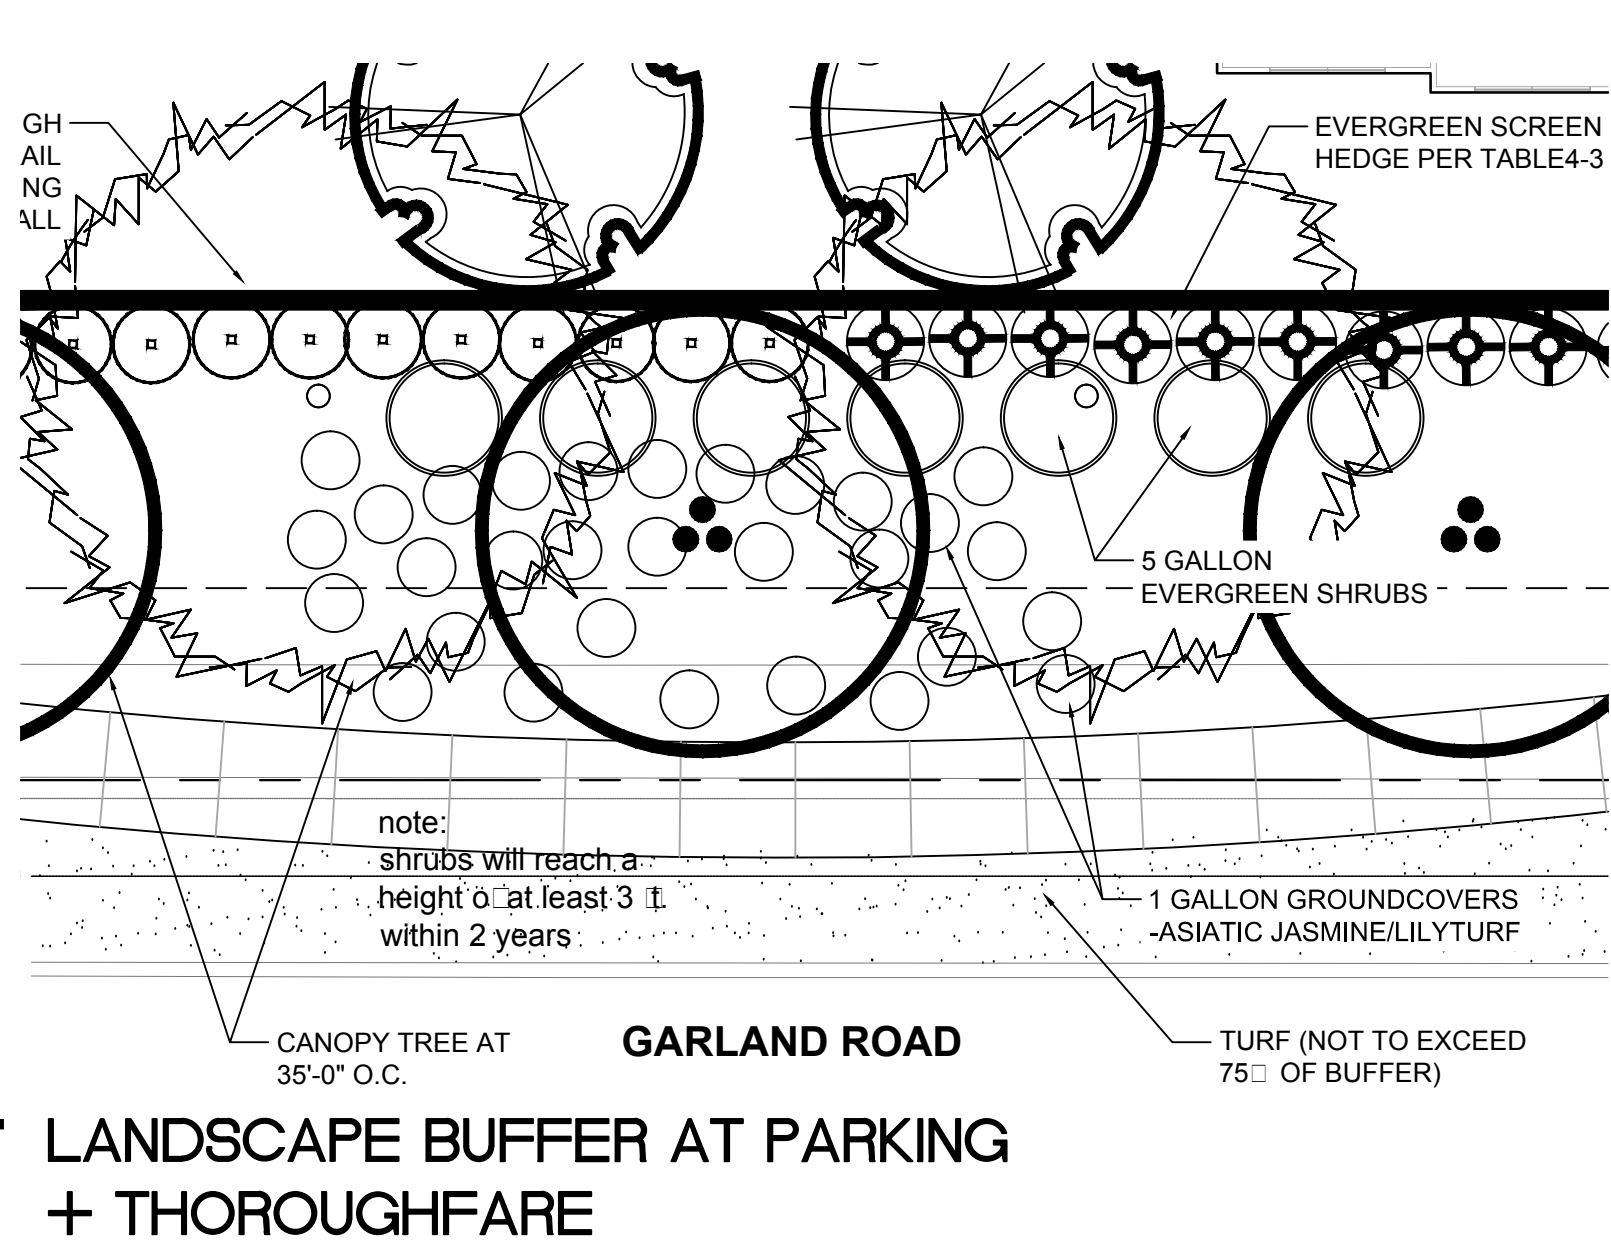 GH
AIL
NG
ALL
EVERGREEN SCREEN
HEDGE PER TABLE4-3
5 GALLON
EVERGREEN SHRUBS
note:
shrubs will reach a
height o□at least 3 □t.
within 2 years
1 GALLON GROUNDCOVERS
-ASIATIC JASMINE/LILYTURF
CANOPY TREE AT
35'-0" O.C.
GARLAND ROAD
TURF (NOT TO EXCEED
75□ OF BUFFER)
LANDSCAPE BUFFER AT PARKING
+ THOROUGHFARE